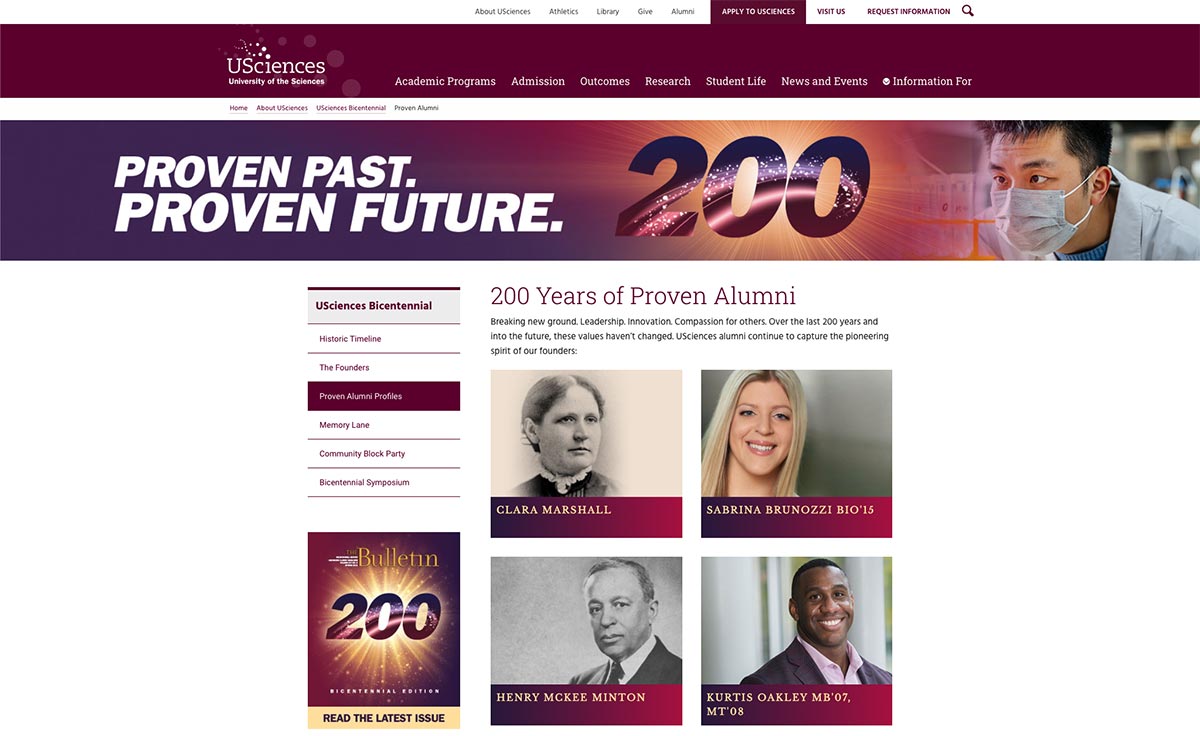 About USciences Athletics Library Give Alumni APPLY TO USCIENCES VISIT US REQUEST INFORMATION
USciences
University of the Sciences
Academic Programs Admission Outcomes Research Student Life News and Events Information For
Home About USciences USciences Bicentennial Proven Alumni
PROVEN PAST.
PROVEN FUTURE.
200
USciences Bicentennial
Historic Timeline
The Founders
Proven Alumni Profiles
Memory Lane
Community Block Party
Bicentennial Symposium
THE
Bulletin
200
BICENTENNIAL EDITION
READ THE LATEST ISSUE
200 Years of Proven Alumni
Breaking new ground. Leadership. Innovation. Compassion for others. Over the last 200 years and
into the future, these values haven't changed. USciences alumni continue to capture the pioneering
spirit of our founders:
CLARA MARSHALL
SABRINA BRUNOZZI BIO'15
HENRY MCKEE MINTON
KURTIS OAKLEY MB'07,
MT'08